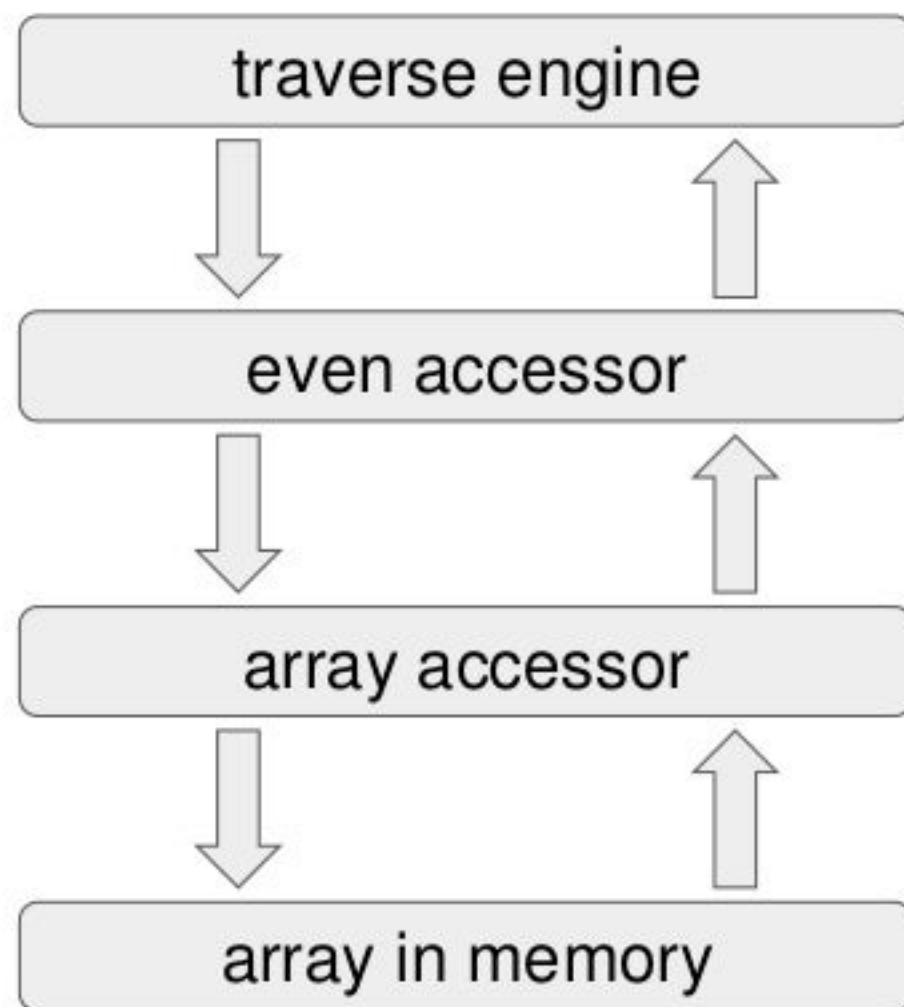 traverse engine
even accessor
array accessor
array in memory